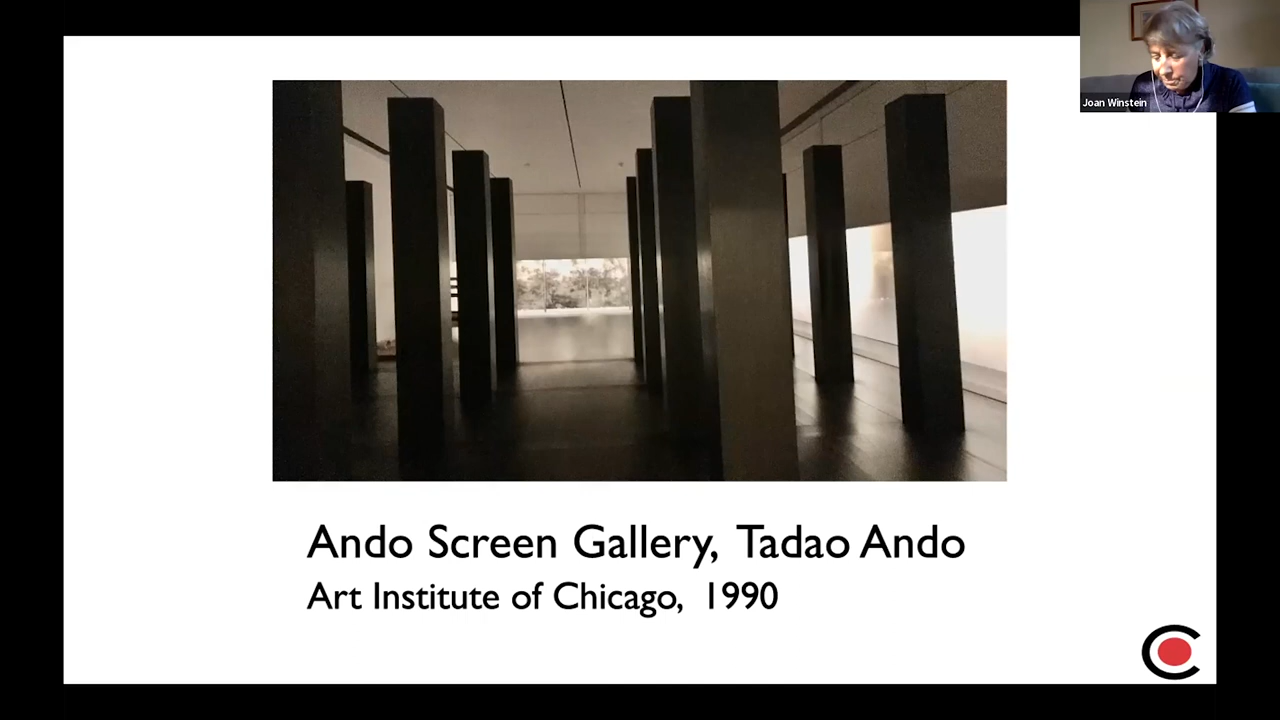 Joan Winstein
Ando Screen Gallery, Tadao Ando
Art Institute of Chicago, 1990